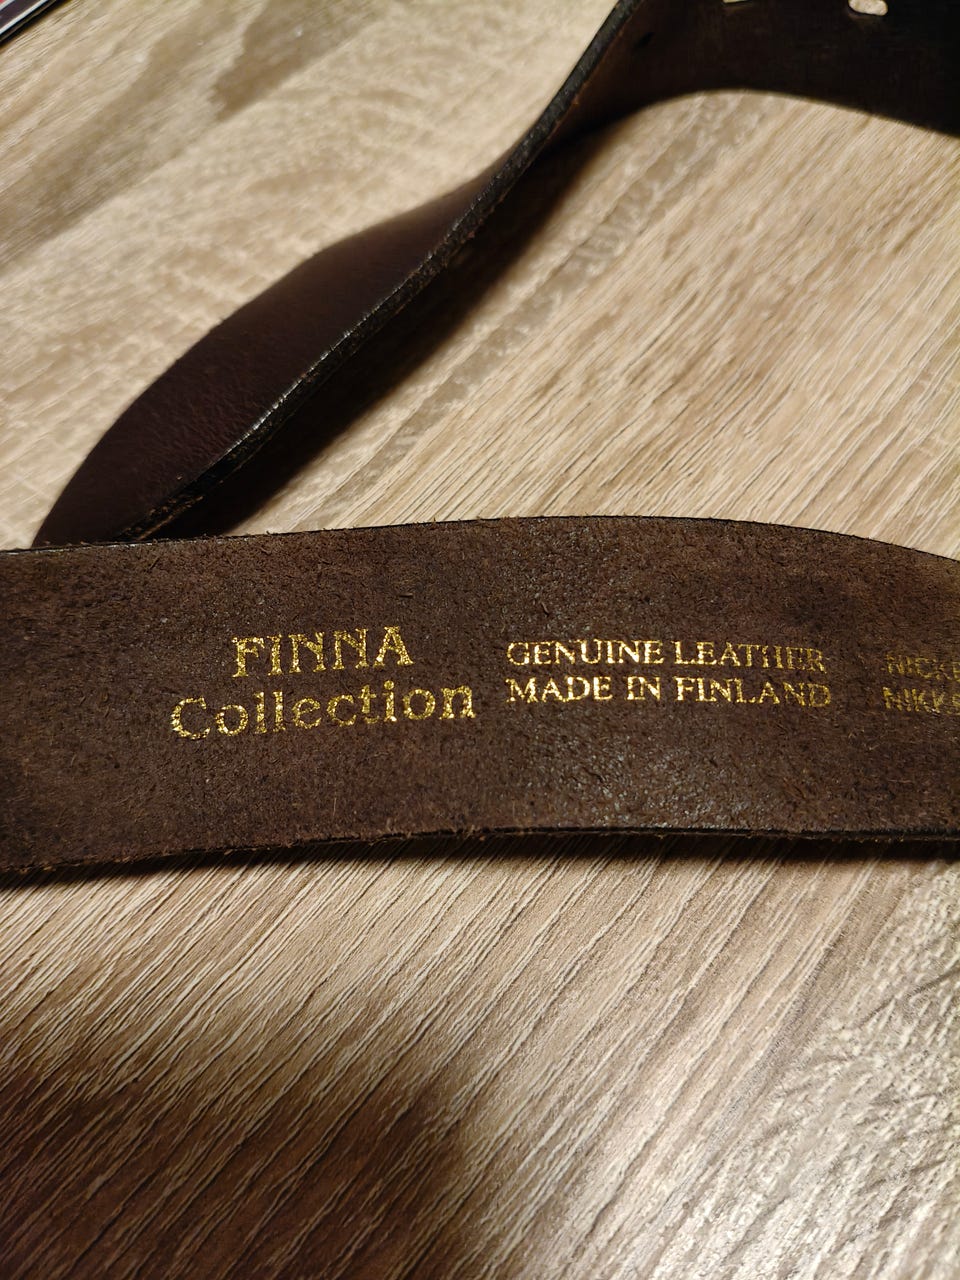 FINNA
Collection
GENUINE LEATHER
MADE IN FINLAND